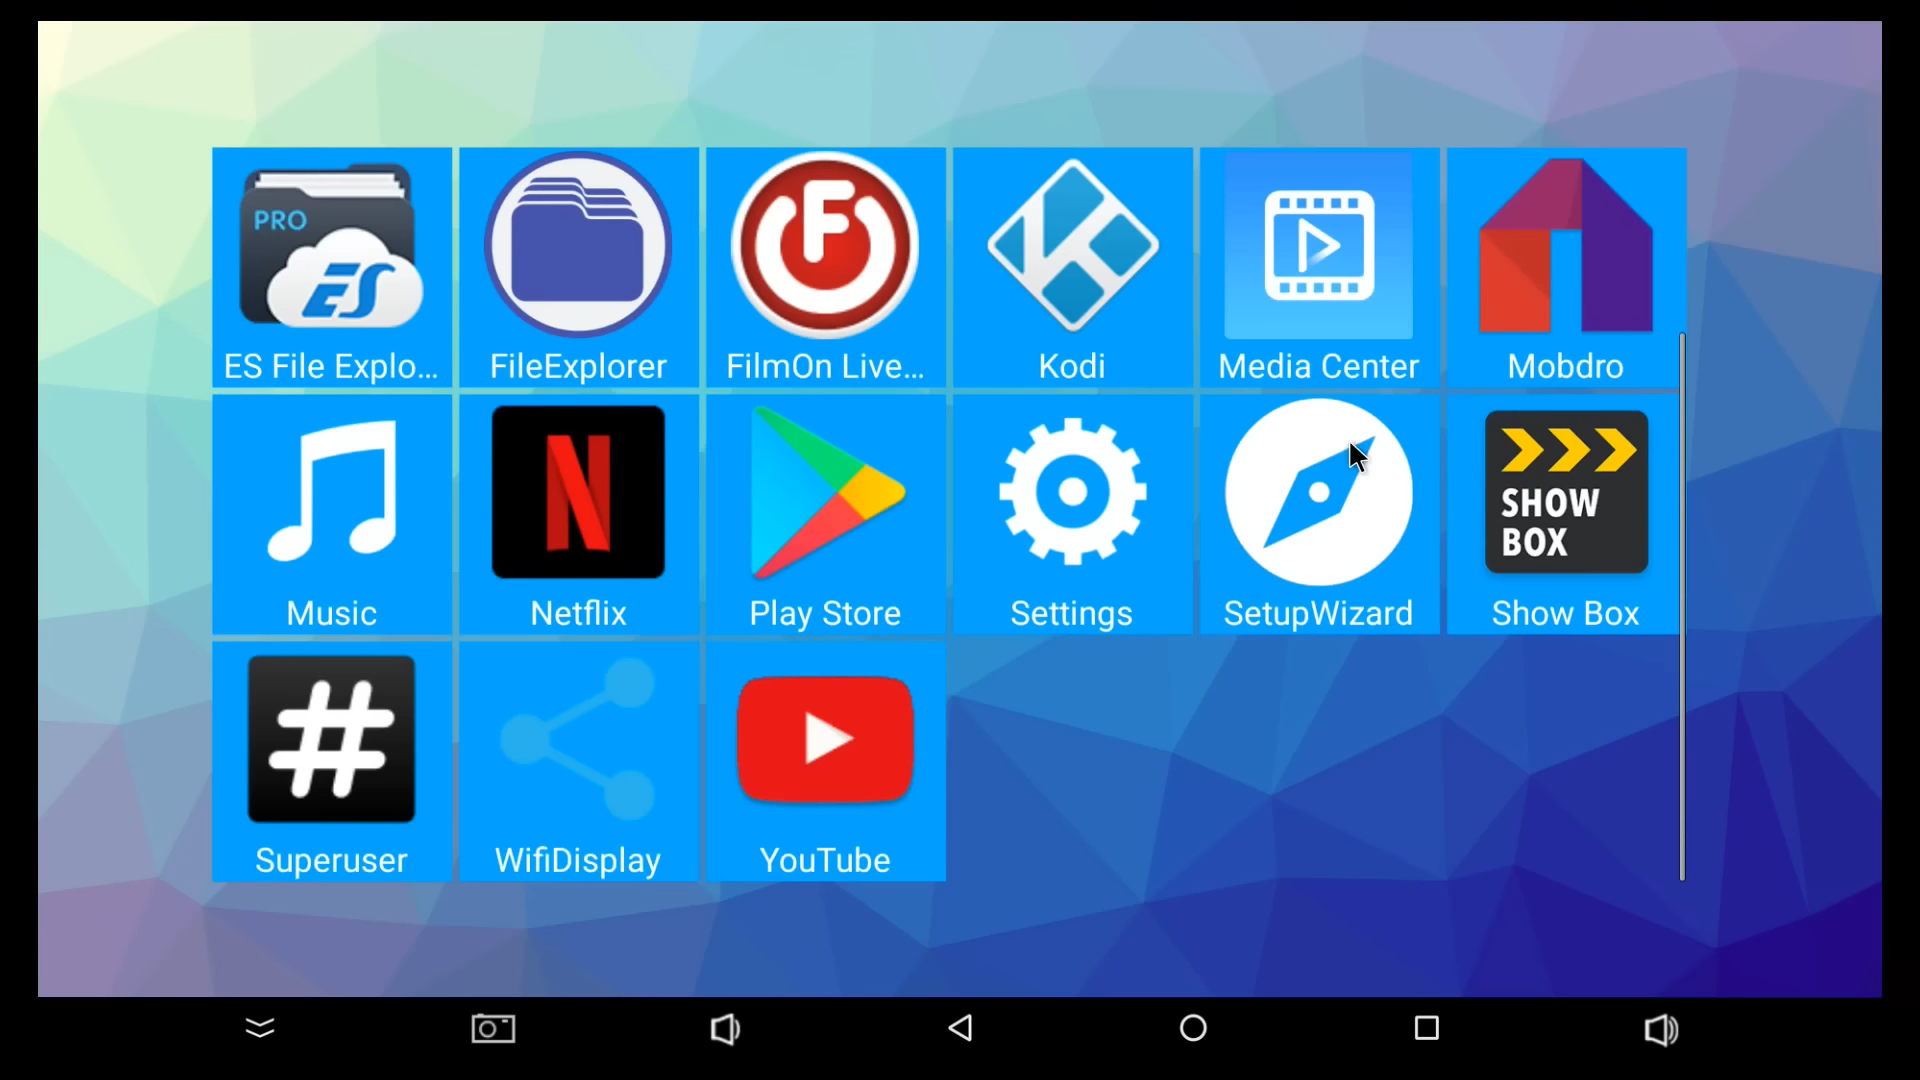 PRO
ES
F
N
SHOW
BOX
ES File Explo...
FileExplorer
FilmOn Live...
Kodi
Media Center
Mobdro
Music
Netflix
Play Store
Settings
SetupWizard
Show Box
#
Superuser
WifiDisplay
YouTube